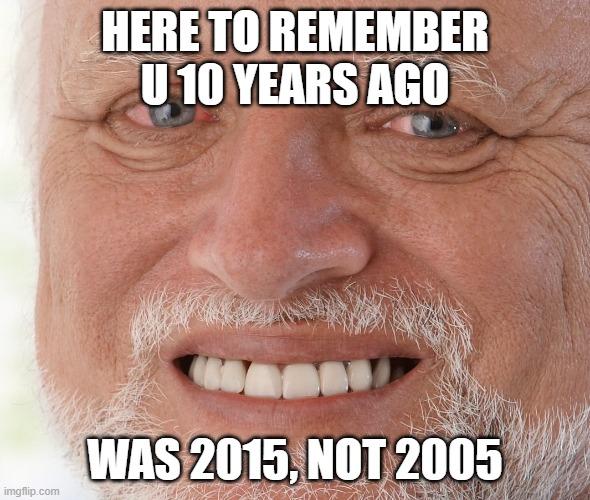 HERE TO REMEMBER
U 10 YEARS AGO
WAS 2015, NOT 2005
imgflip.com